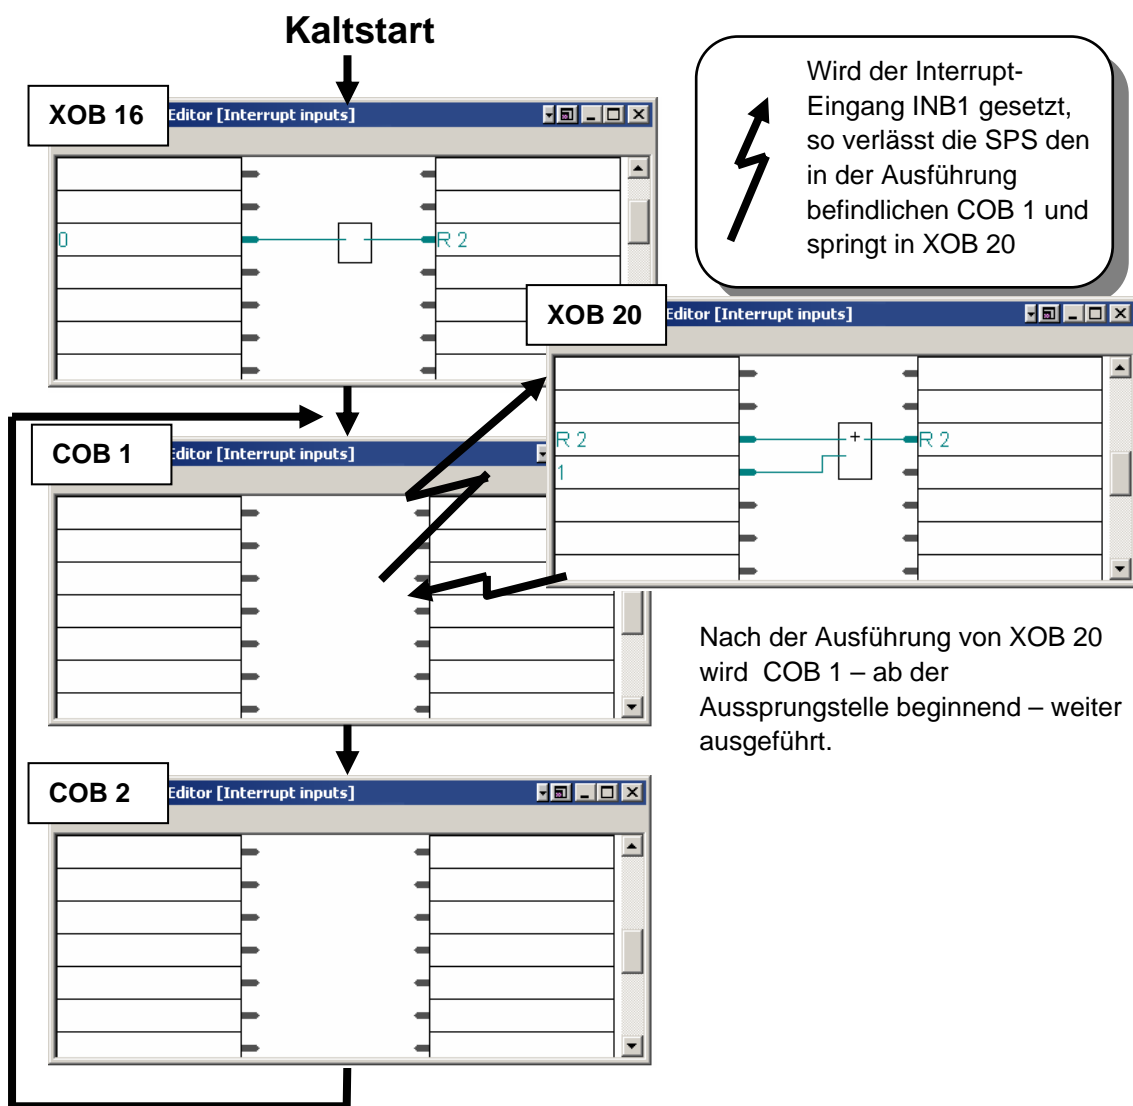 Kaltstart
Wird der Interrupt-
Eingang INB1 gesetzt,
so verlässt die SPS den
in der Ausführung
befindlichen COB 1 und
springt in XOB 20
XOB 16
Editor [Interrupt inputs]
0
R 2
XOB 20
Editor [Interrupt inputs]
R 2
+
R 2
1
COB 1
Editor [Interrupt inputs]
Nach der Ausführung von XOB 20
wird COB 1 – ab der
Aussprungstelle beginnend – weiter
ausgeführt.
COB 2
Editor [Interrupt inputs]